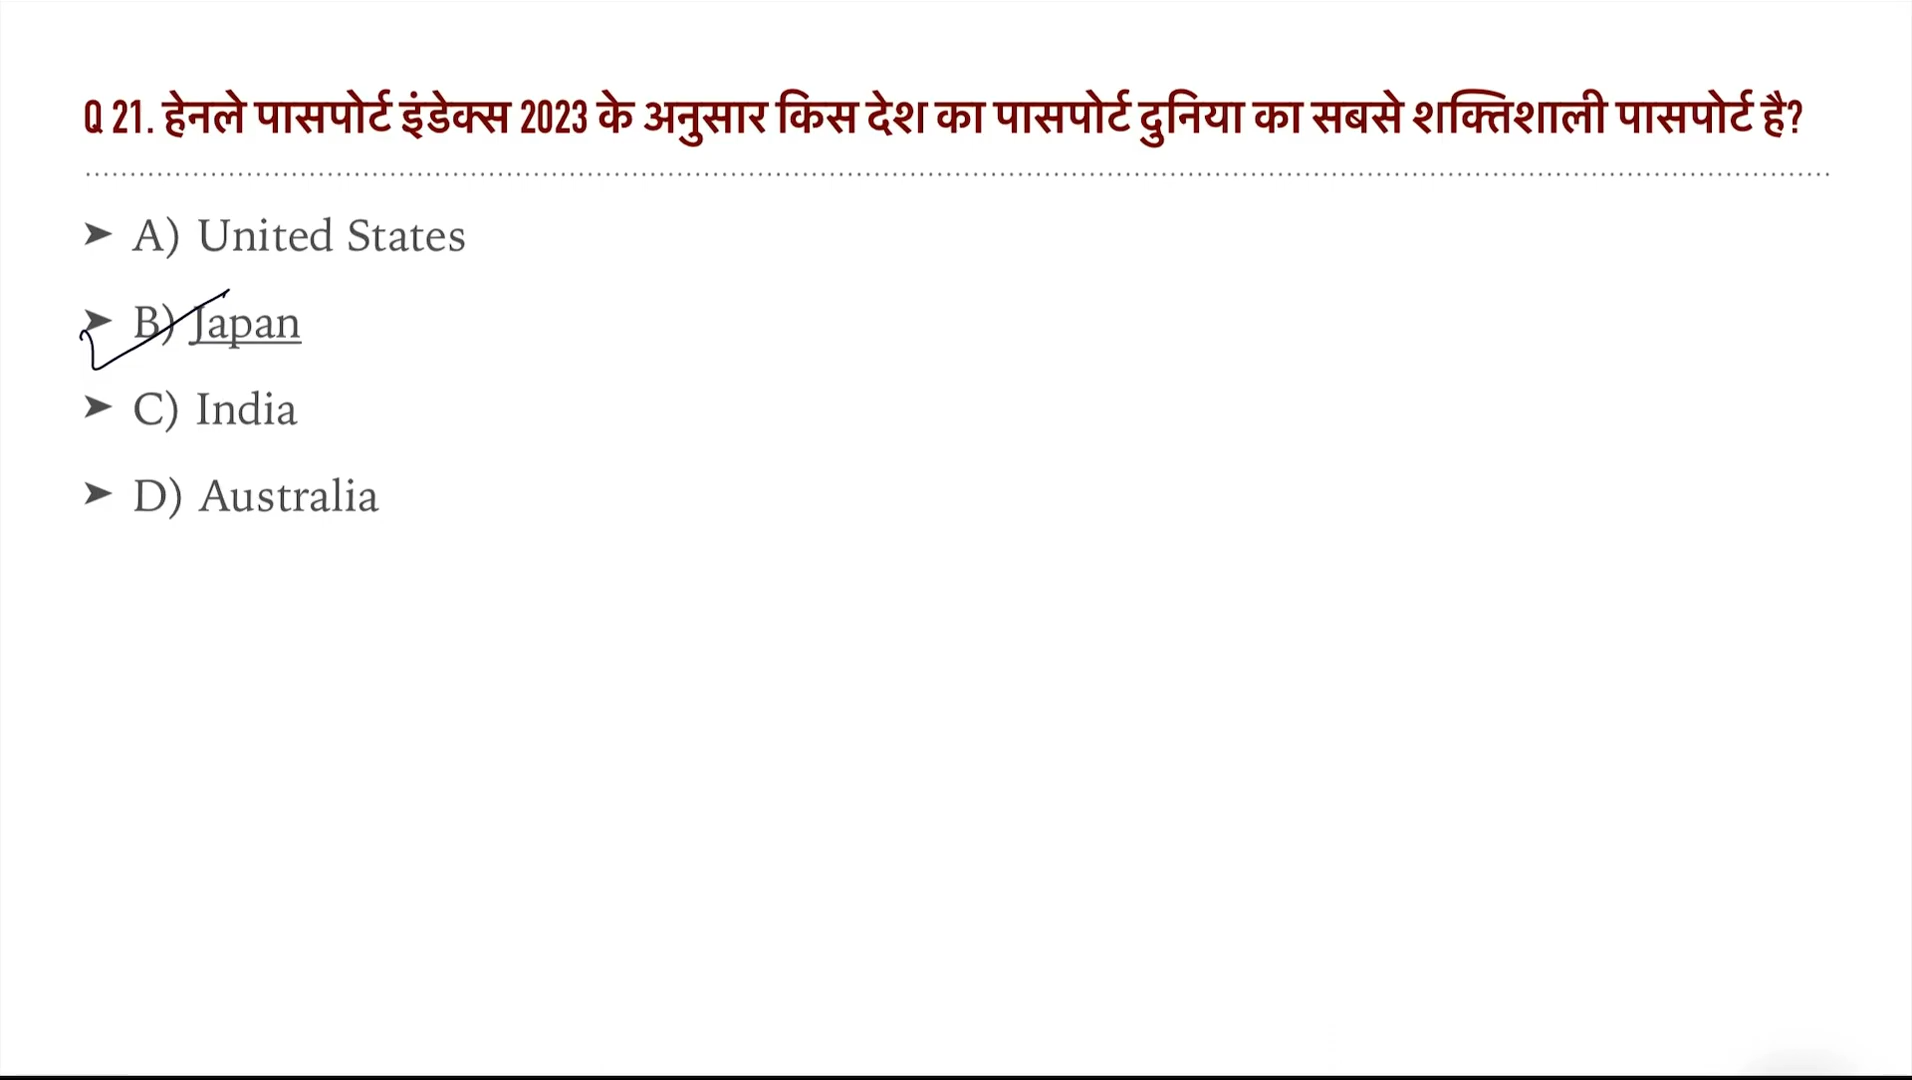 Q 21. हेनले पासपोर्ट इंडेक्स 2023 के अनुसार किस देश का पासपोर्ट दुनिया का सबसे शक्तिशाली पासपोर्ट है?
➤ A) United States
➤ B) Japan
➤ C) India
➤ D) Australia